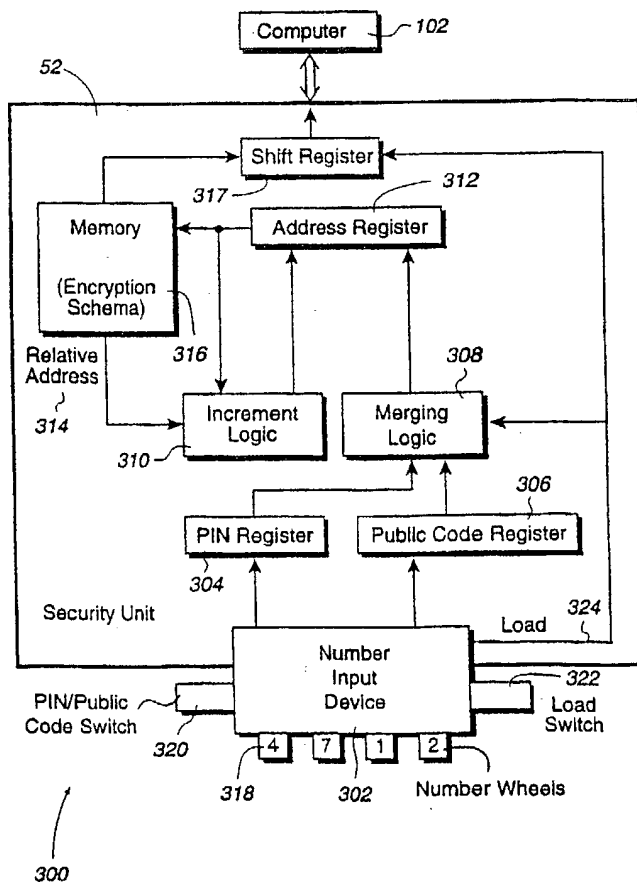 Computer
102
52
Shift Register
317
312
Memory
Address Register
(Encryption
Schema)
316
Relative
Address
314
308
Increment
Logic
310
Merging
Logic
306
PIN Register
Public Code Register
304
Security Unit
Load
324
Number
Input
Device
322
PIN/Public
Code Switch
320
Load
Switch
4
7
1
2
318
302
Number Wheels
300